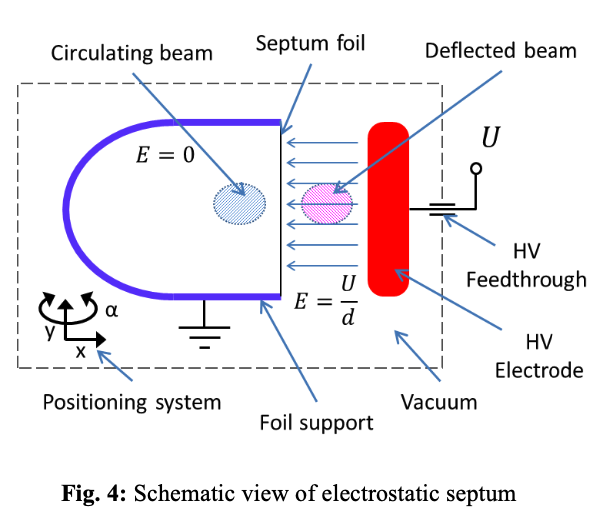 Circulating beam
Septum foil
Deflected beam
E = 0
U
HV
Feedthrough
E = U/d
α
y
x
HV
Electrode
Positioning system
Foil support
Vacuum
Fig. 4: Schematic view of electrostatic septum